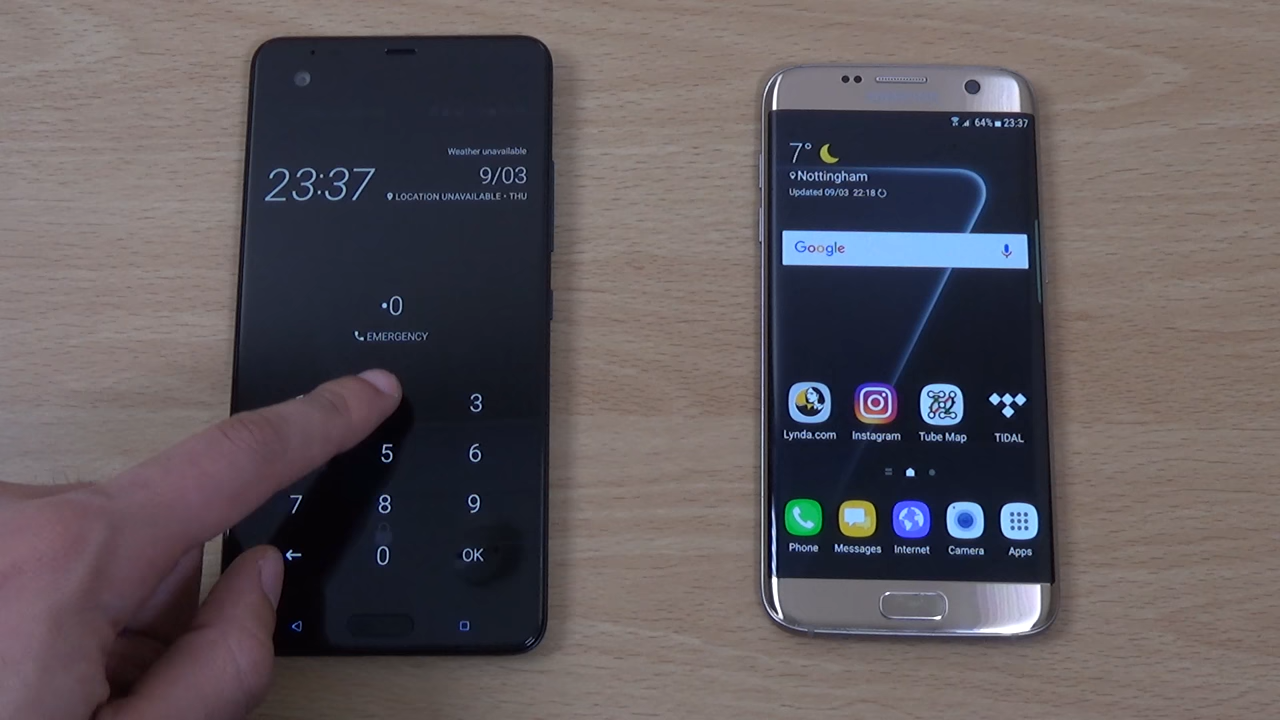 Weather unavailable
23:37
9/03
LOCATION UNAVAILABLE • THU
•0
EMERGENCY
3
5
6
7
8
9
0
OK
64% 23:37
7°
Nottingham
Updated 09/03 22:18
Google
Lynda.com
Instagram
Tube Map
TIDAL
Phone
Messages
Internet
Camera
Apps